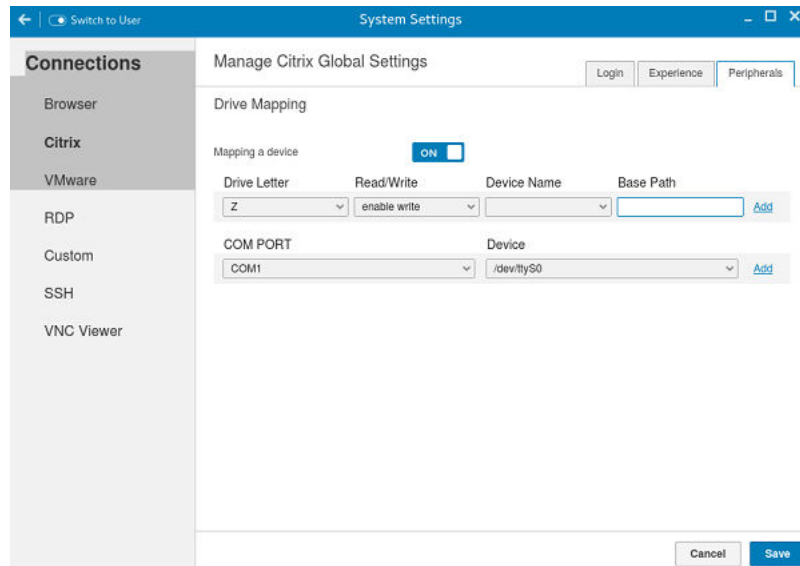 Switch to User
System Settings
Connections
Browser
Citrix
VMware
RDP
Custom
SSH
VNC Viewer
Manage Citrix Global Settings
Login Experience Peripherals
Drive Mapping
Mapping a device ON
Drive Letter Read/Write Device Name Base Path
Z enable write Add
COM PORT Device
COM1 /dev/ttyS0 Add
Cancel Save